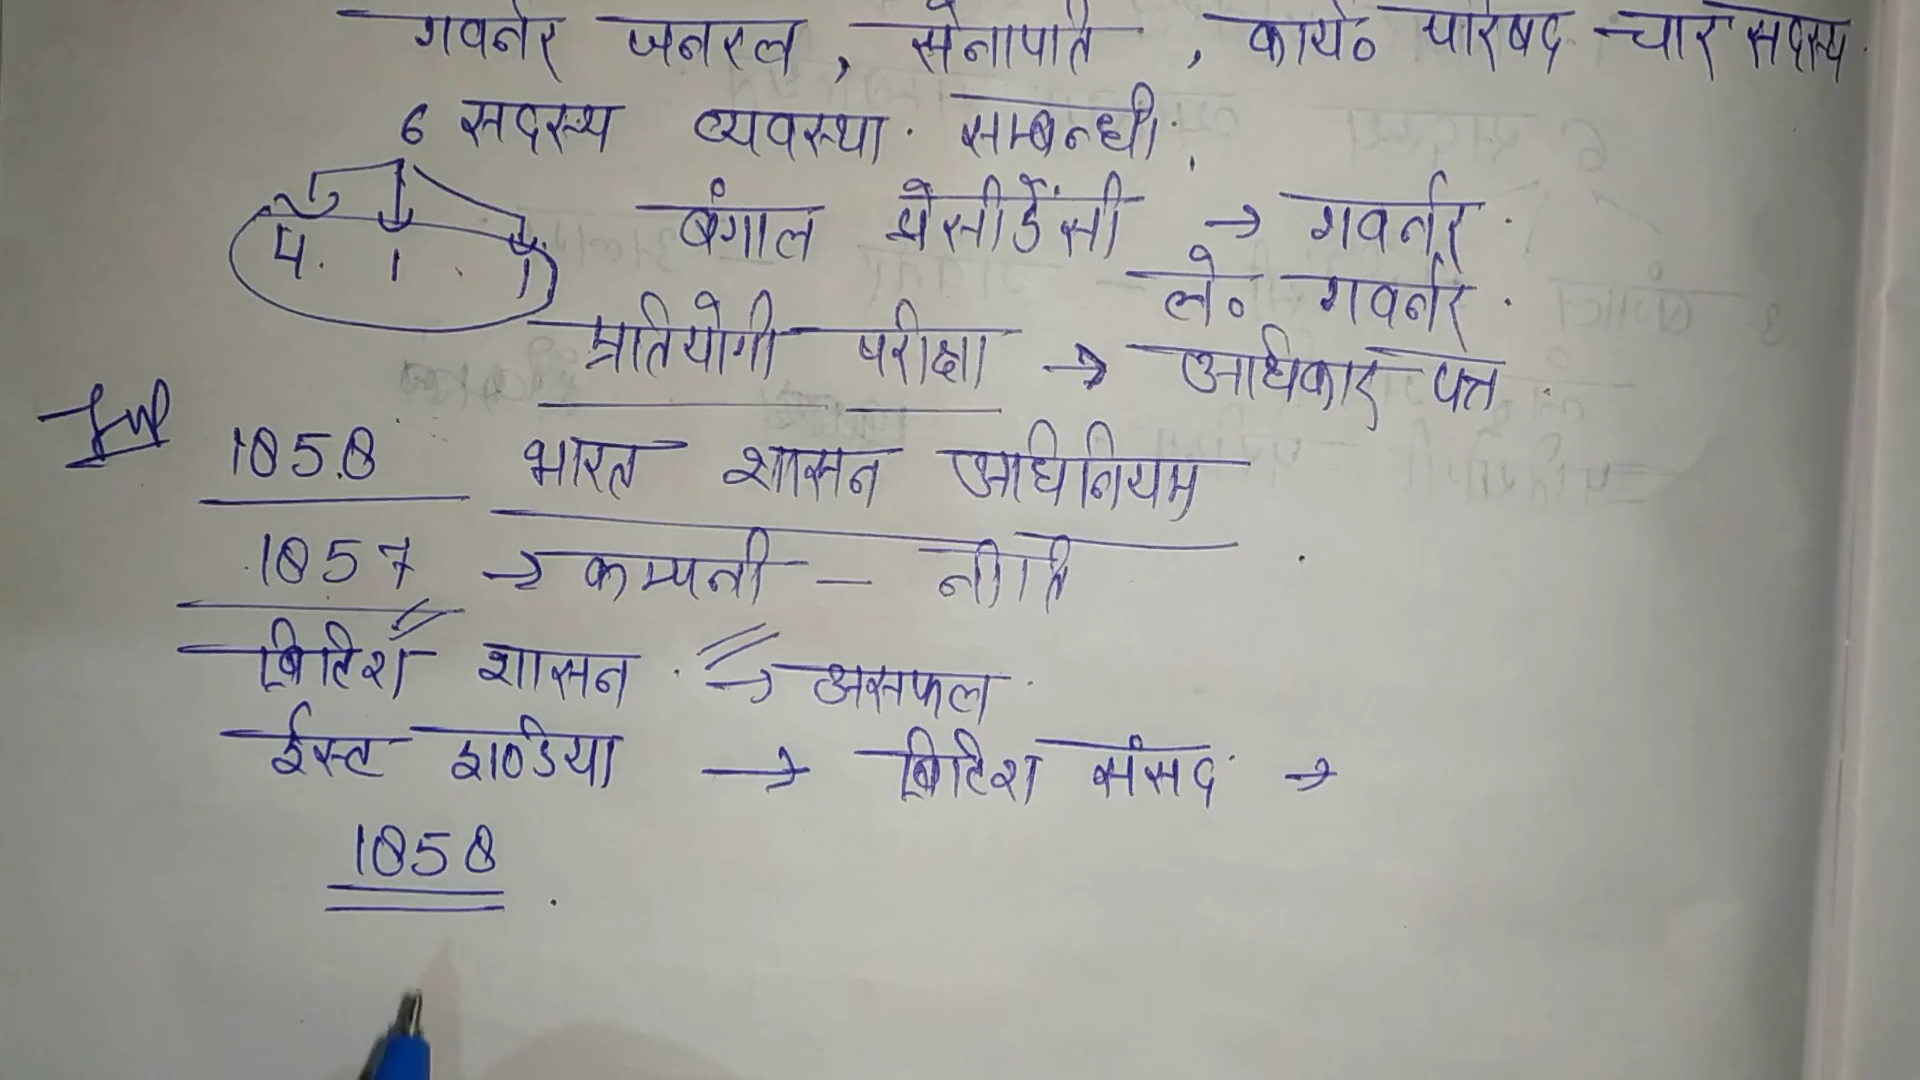 गवर्नर जनरल, सेनापति, कार्य० परिषद चार सदस्य
6 सदस्य व्यवस्था सम्बन्धी
4. 1 1 बंगाल प्रेसीडेंसी → गवर्नर
ले० गवर्नर
प्रतियोगी परीक्षा → अधिकार पत्र
Imp 1858 भारत शासन अधिनियम
1857 → कम्पनी - नीति
ब्रिटिश शासन → असफल
ईस्ट इण्डिया → ब्रिटिश संसद →
1858